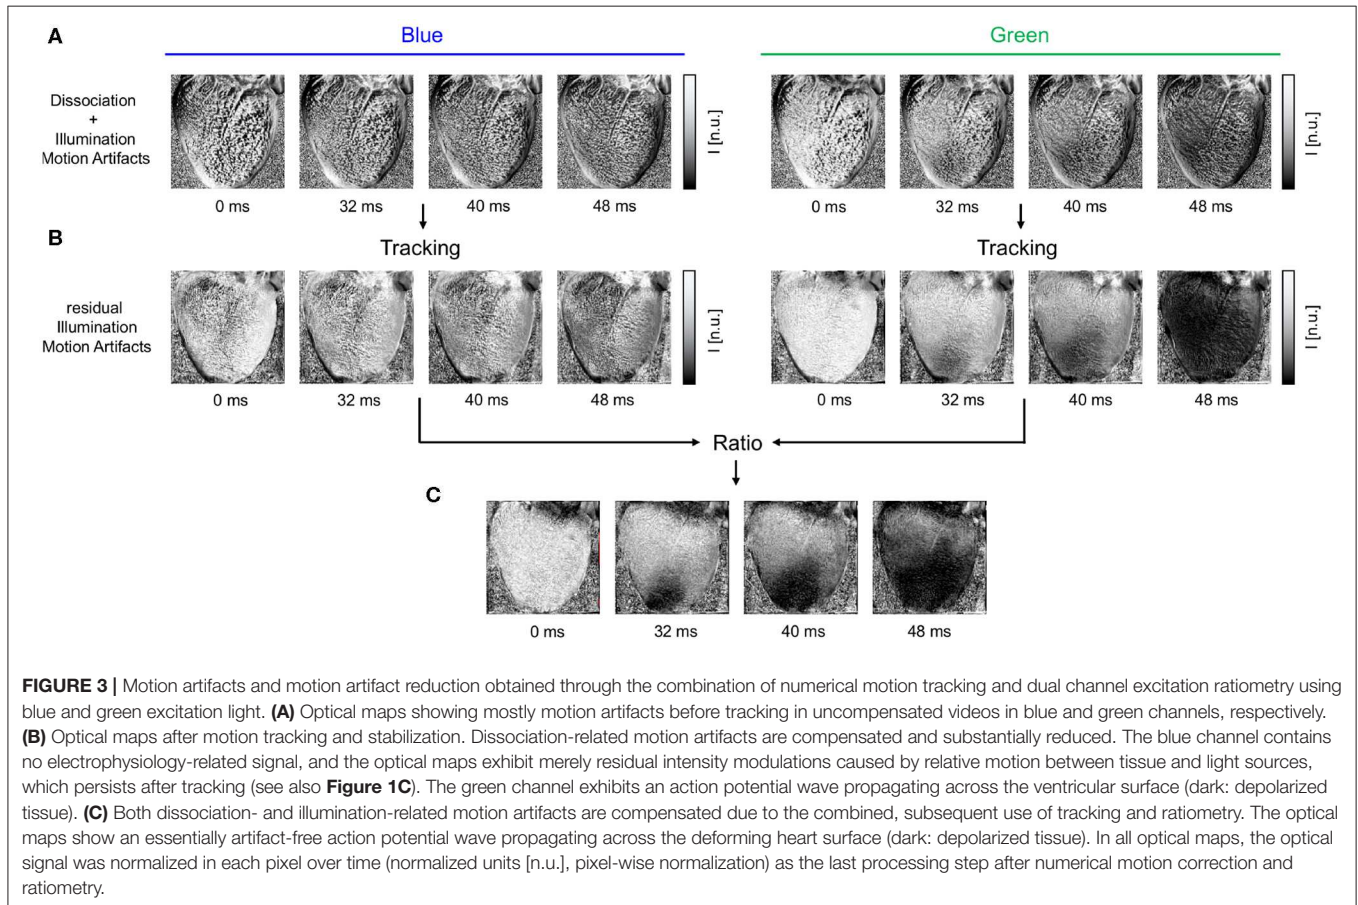 A
Blue
Green
Dissociation
+
Illumination
Motion Artifacts
I [n.u.]
I [n.u.]
0 ms 32 ms 40 ms 48 ms
0 ms 32 ms 40 ms 48 ms
B
Tracking
Tracking
residual
Illumination
Motion Artifacts
I [n.u.]
I [n.u.]
0 ms 32 ms 40 ms 48 ms
0 ms 32 ms 40 ms 48 ms
Ratio
C
0 ms 32 ms 40 ms 48 ms
FIGURE 3 | Motion artifacts and motion artifact reduction obtained through the combination of numerical motion tracking and dual channel excitation ratiometry using
blue and green excitation light. (A) Optical maps showing mostly motion artifacts before tracking in uncompensated videos in blue and green channels, respectively.
(B) Optical maps after motion tracking and stabilization. Dissociation-related motion artifacts are compensated and substantially reduced. The blue channel contains
no electrophysiology-related signal, and the optical maps exhibit merely residual intensity modulations caused by relative motion between tissue and light sources,
which persists after tracking (see also Figure 1C). The green channel exhibits an action potential wave propagating across the ventricular surface (dark: depolarized
tissue). (C) Both dissociation- and illumination-related motion artifacts are compensated due to the combined, subsequent use of tracking and ratiometry. The optical
maps show an essentially artifact-free action potential wave propagating across the deforming heart surface (dark: depolarized tissue). In all optical maps, the optical
signal was normalized in each pixel over time (normalized units [n.u.], pixel-wise normalization) as the last processing step after numerical motion correction and
ratiometry.